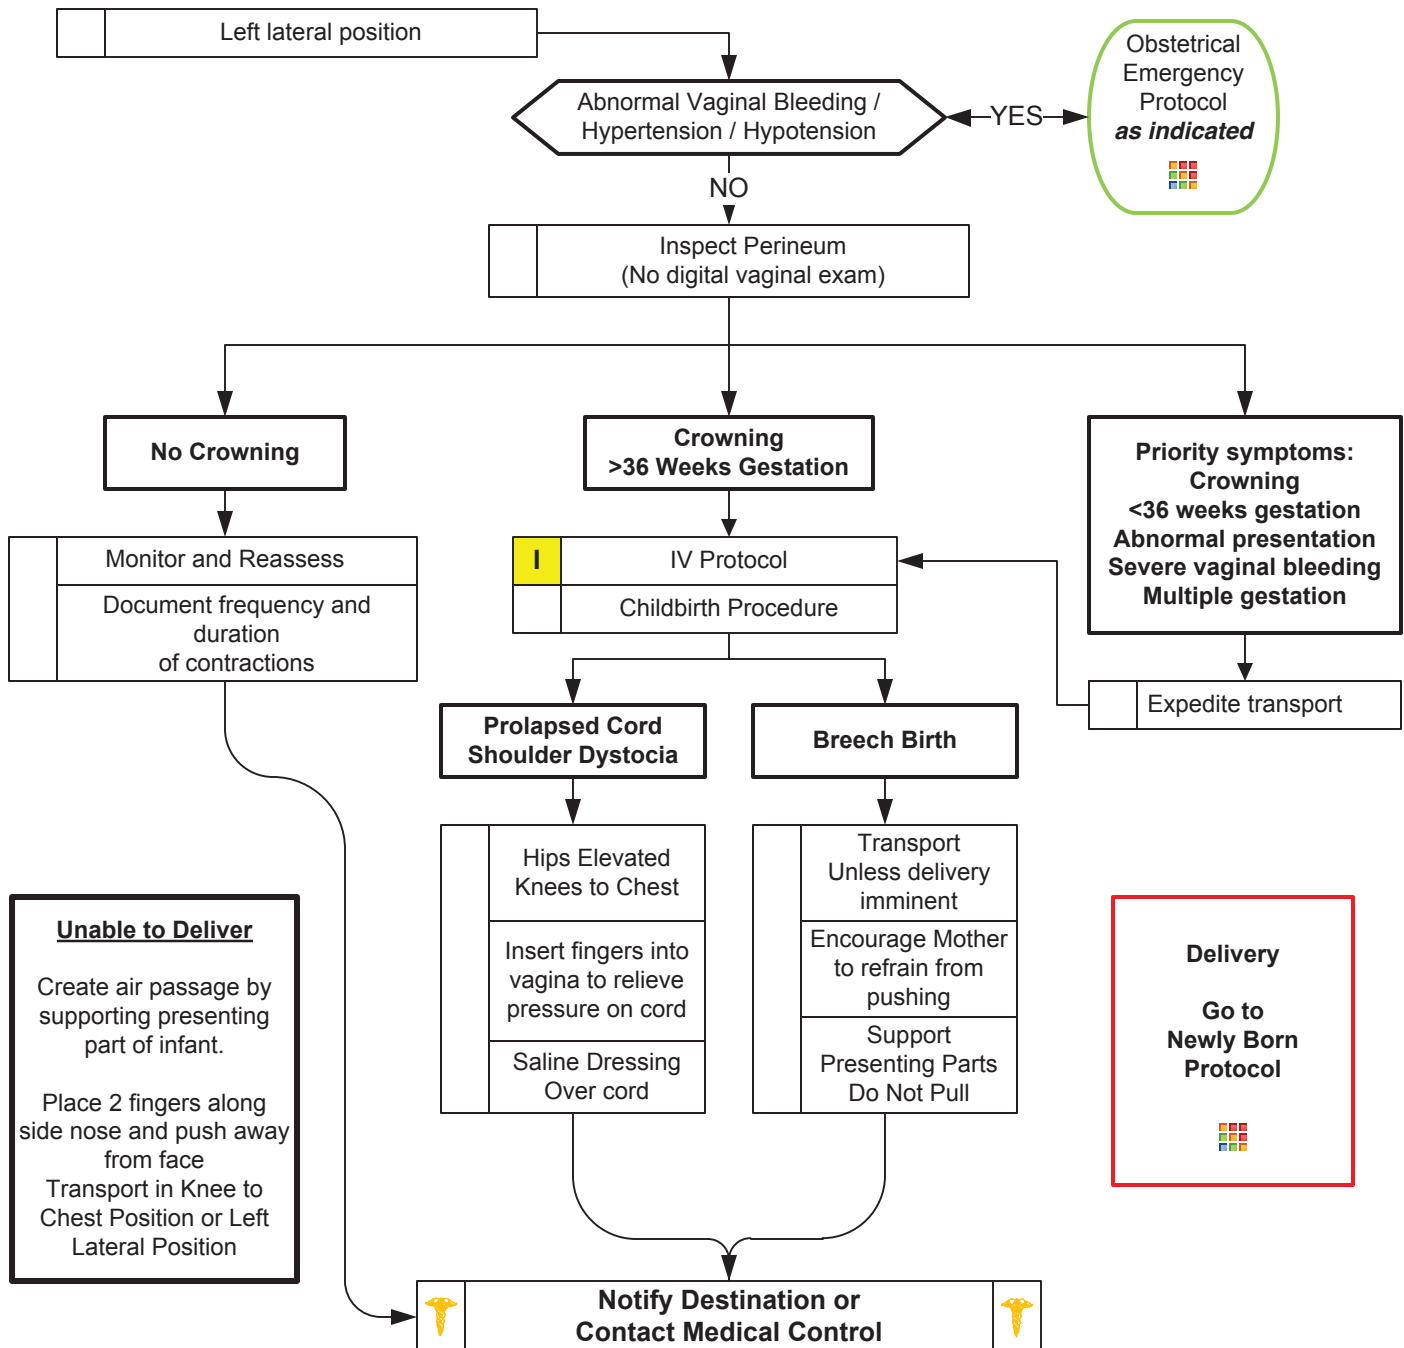 Left lateral position
Obstetrical
Emergency
Protocol
as indicated
Abnormal Vaginal Bleeding /
Hypertension / Hypotension
YES
NO
Inspect Perineum
(No digital vaginal exam)
No Crowning
Crowning
>36 Weeks Gestation
Priority symptoms:
Crowning
<36 weeks gestation
Abnormal presentation
Severe vaginal bleeding
Multiple gestation
Monitor and Reassess
Document frequency and
duration
of contractions
I
IV Protocol
Childbirth Procedure
Expedite transport
Prolapsed Cord
Shoulder Dystocia
Breech Birth
Hips Elevated
Knees to Chest
Insert fingers into
vagina to relieve
pressure on cord
Saline Dressing
Over cord
Transport
Unless delivery
imminent
Encourage Mother
to refrain from
pushing
Support
Presenting Parts
Do Not Pull
Unable to Deliver
Create air passage by
supporting presenting
part of infant.
Place 2 fingers along
side nose and push away
from face
Transport in Knee to
Chest Position or Left
Lateral Position
Delivery
Go to
Newly Born
Protocol
Notify Destination or
Contact Medical Control